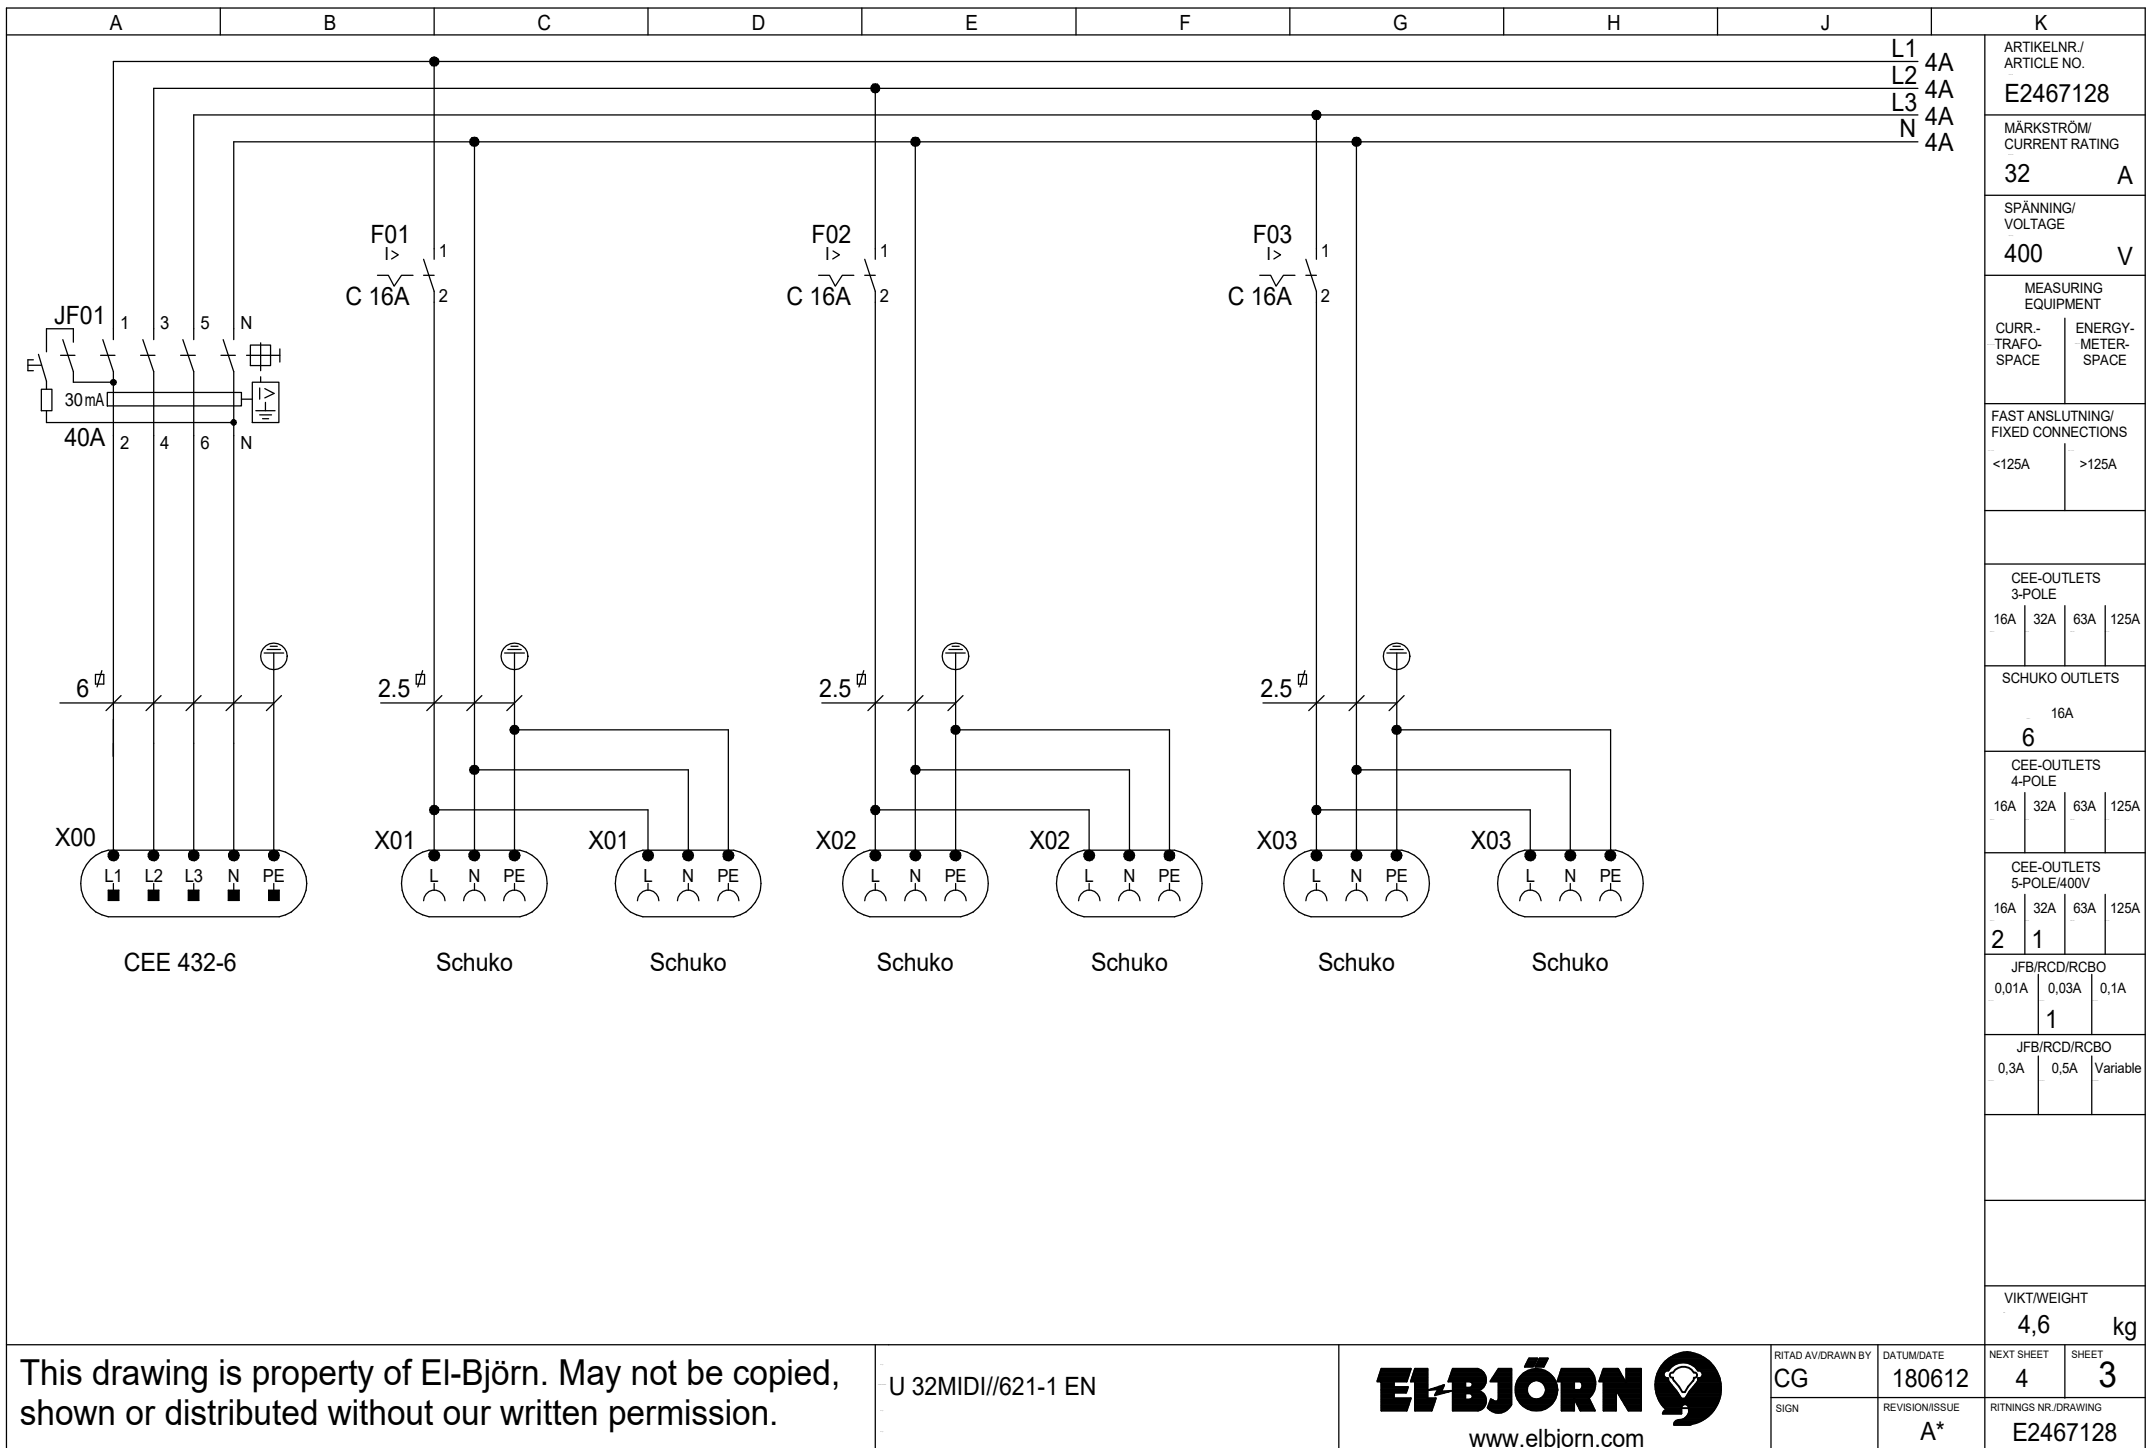 A B C D E F G H J K
L1 4A
L2 4A
L3 4A
N 4A
F01
I>
C 16A
1
2
F02
I>
C 16A
1
2
F03
I>
C 16A
1
2
JF01
1 3 5 N
30mA
I>
40A
2 4 6 N
6
2.5
2.5
2.5
X00
L1 L2 L3 N PE
CEE 432-6
X01
L N PE
Schuko
X01
L N PE
Schuko
X02
L N PE
Schuko
X02
L N PE
Schuko
X03
L N PE
Schuko
X03
L N PE
Schuko
ARTIKELNR./
ARTICLE NO.
E2467128
MÄRKSTRÖM/
CURRENT RATING
32 A
SPÄNNING/
VOLTAGE
400 V
MEASURING
EQUIPMENT
CURR.-
TRAFO-
SPACE
ENERGY-
METER-
SPACE
FAST ANSLUTNING/
FIXED CONNECTIONS
<125A >125A
CEE-OUTLETS
3-POLE
16A 32A 63A 125A
SCHUKO OUTLETS
16A
6
CEE-OUTLETS
4-POLE
16A 32A 63A 125A
CEE-OUTLETS
5-POLE/400V
16A 32A 63A 125A
2 1
JFB/RCD/RCBO
0,01A 0,03A 0,1A
1
JFB/RCD/RCBO
0,3A 0,5A Variable
VIKT/WEIGHT
4,6 kg
This drawing is property of El-Björn. May not be copied,
shown or distributed without our written permission.
U 32MIDI//621-1 EN
EL-BJÖRN
www.elbjorn.com
RITAD AV/DRAWN BY
CG
DATUM/DATE
180612
NEXT SHEET
4
SHEET
3
SIGN
REVISION/ISSUE
A*
RITNINGS NR./DRAWING
E2467128